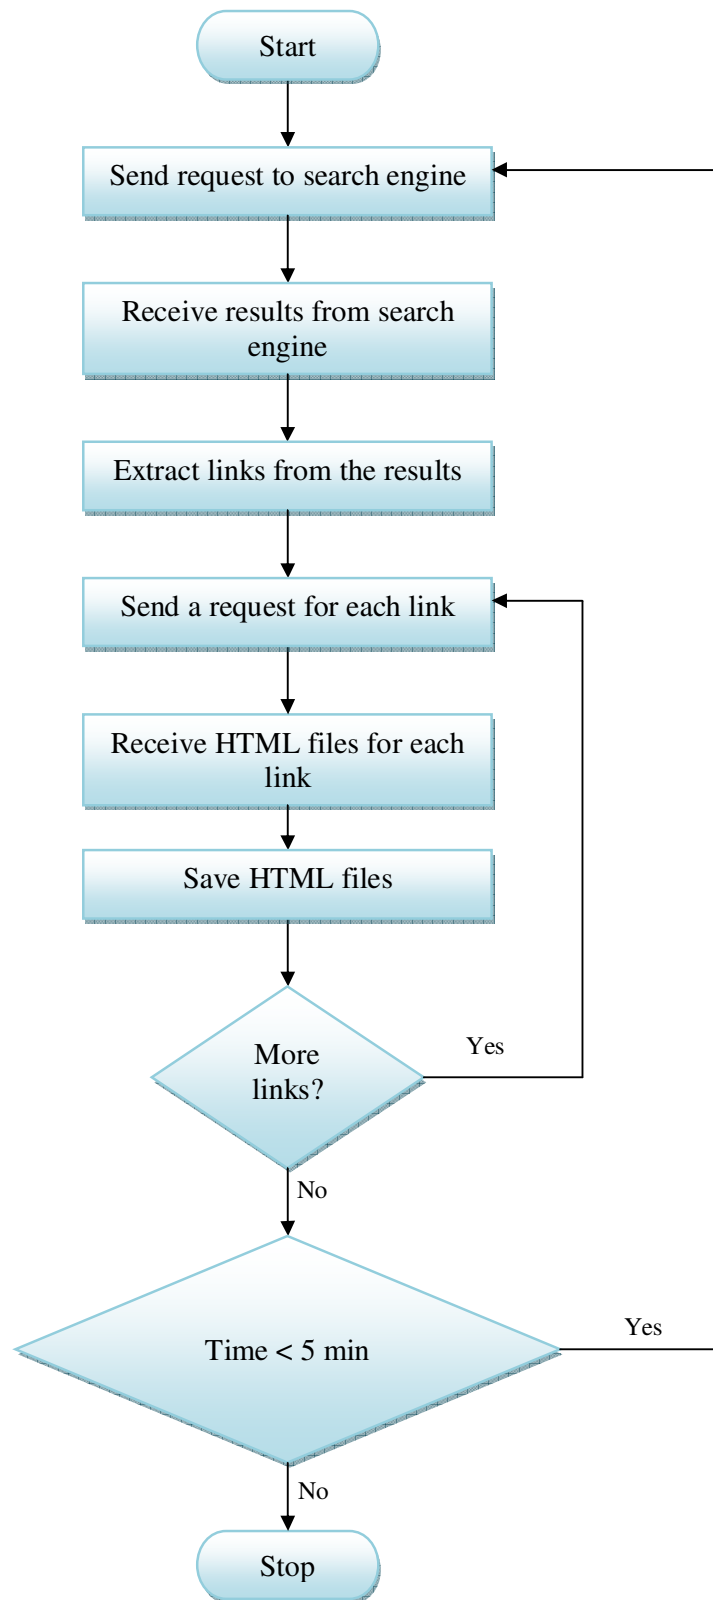 Start
Send request to search engine
Receive results from search
engine
Extract links from the results
Send a request for each link
Receive HTML files for each
link
Save HTML files
More
links?
Yes
No
Time < 5 min
Yes
No
Stop